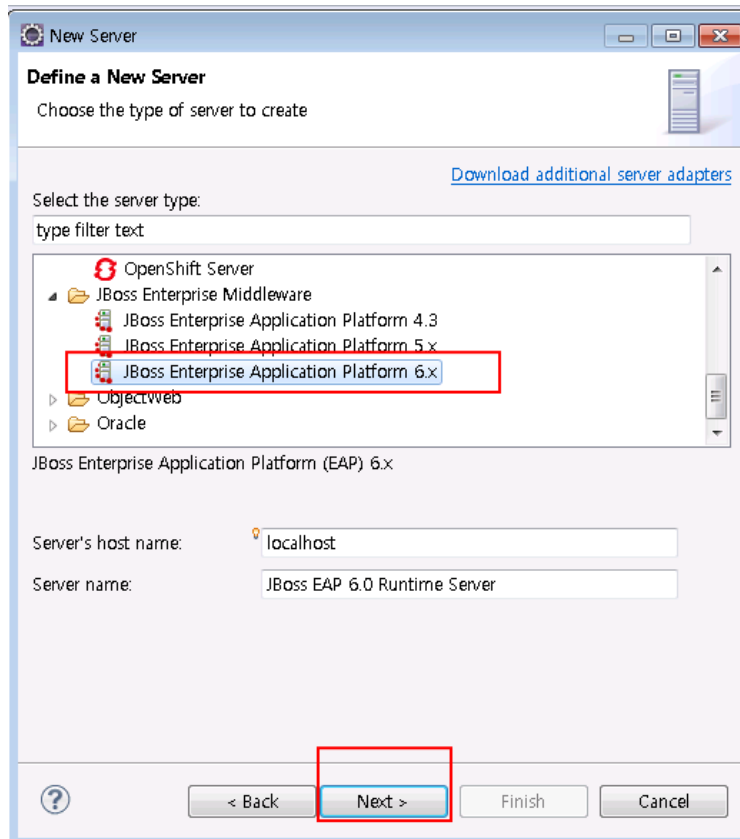 New Server
Define a New Server
Choose the type of server to create
Download additional server adapters
Select the server type:
type filter text
OpenShift Server
JBoss Enterprise Middleware
JBoss Enterprise Application Platform 4.3
JBoss Enterprise Application Platform 5.x
JBoss Enterprise Application Platform 6.x
ObjectWeb
Oracle
JBoss Enterprise Application Platform (EAP) 6.x
Server's host name:
localhost
Server name:
JBoss EAP 6.0 Runtime Server
?
< Back
Next >
Finish
Cancel